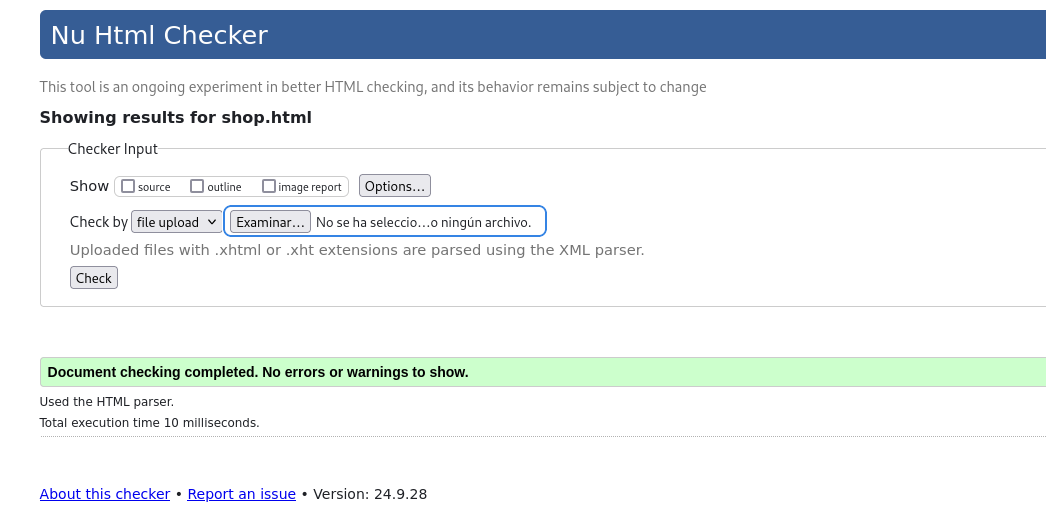 Nu Html Checker
This tool is an ongoing experiment in better HTML checking, and its behavior remains subject to change
Showing results for shop.html
Checker Input
Show source outline image report Options...
Check by file upload Examinar... No se ha seleccio...o ningún archivo.
Uploaded files with .xhtml or .xht extensions are parsed using the XML parser.
Check
Document checking completed. No errors or warnings to show.
Used the HTML parser.
Total execution time 10 milliseconds.
About this checker • Report an issue • Version: 24.9.28